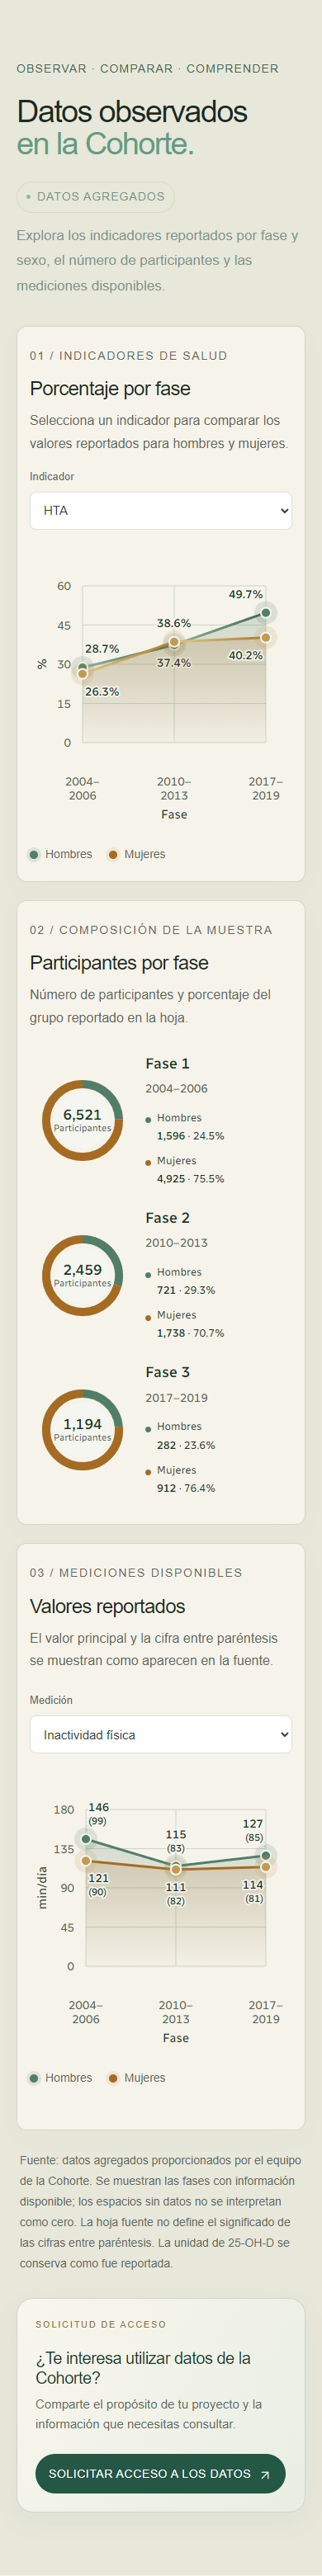 OBSERVAR · COMPARAR · COMPRENDER
Datos observados
en la Cohorte.
• DATOS AGREGADOS
Explora los indicadores reportados por fase y
sexo, el número de participantes y las
mediciones disponibles.
01 / INDICADORES DE SALUD
Porcentaje por fase
Selecciona un indicador para comparar los
valores reportados para hombres y mujeres.
Indicador
HTA
60
45
30
15
0
%
28.7%
26.3%
38.6%
37.4%
49.7%
40.2%
2004–
2006
2010–
2013
2017–
2019
Fase
Hombres
Mujeres
02 / COMPOSICIÓN DE LA MUESTRA
Participantes por fase
Número de participantes y porcentaje del
grupo reportado en la hoja.
6,521
Participantes
Fase 1
2004–2006
Hombres
1,596 · 24.5%
Mujeres
4,925 · 75.5%
2,459
Participantes
Fase 2
2010–2013
Hombres
721 · 29.3%
Mujeres
1,738 · 70.7%
1,194
Participantes
Fase 3
2017–2019
Hombres
282 · 23.6%
Mujeres
912 · 76.4%
03 / MEDICIONES DISPONIBLES
Valores reportados
El valor principal y la cifra entre paréntesis
se muestran como aparecen en la fuente.
Medición
Inactividad física
180
135
90
45
0
min/día
146
(99)
121
(90)
115
(83)
111
(82)
127
(85)
114
(81)
2004–
2006
2010–
2013
2017–
2019
Fase
Hombres
Mujeres
Fuente: datos agregados proporcionados por el equipo
de la Cohorte. Se muestran las fases con información
disponible; los espacios sin datos no se interpretan
como cero. La hoja fuente no define el significado de
las cifras entre paréntesis. La unidad de 25-OH-D se
conserva como fue reportada.
SOLICITUD DE ACCESO
¿Te interesa utilizar datos de la
Cohorte?
Comparte el propósito de tu proyecto y la
información que necesitas consultar.
SOLICITAR ACCESO A LOS DATOS ↗